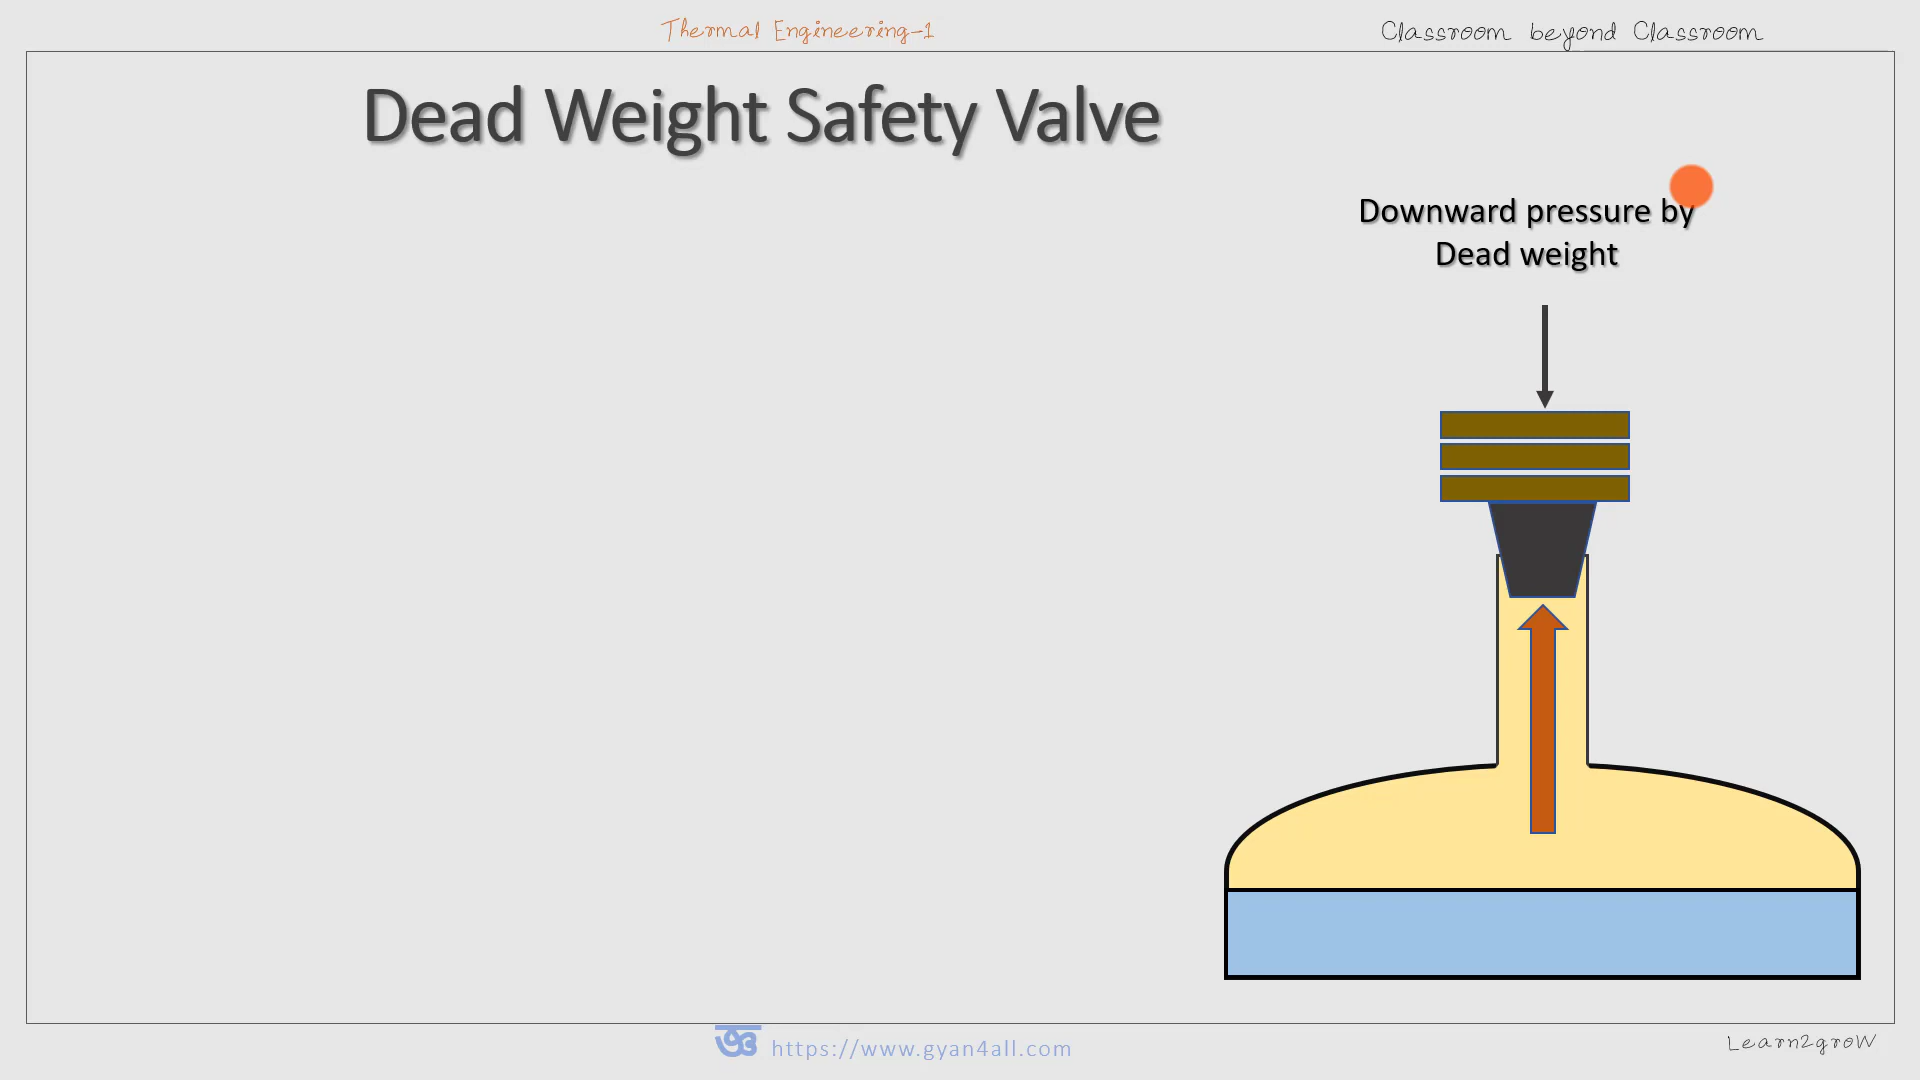 Thermal Engineering-1
Classroom beyond Classroom
Dead Weight Safety Valve
Downward pressure by
Dead weight
https://www.gyan4all.com
Learn2groW